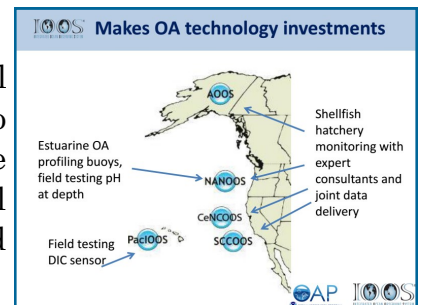 IOOS Makes OA technology investments
AOOS
Shellfish
hatchery
monitoring with
expert
consultants and
joint data
delivery
Estuarine OA
profiling buoys,
field testing pH
at depth
NANOOS
CeNCOOS
PacIOOS
SCCOOS
Field testing
DIC sensor
OAP IOOS